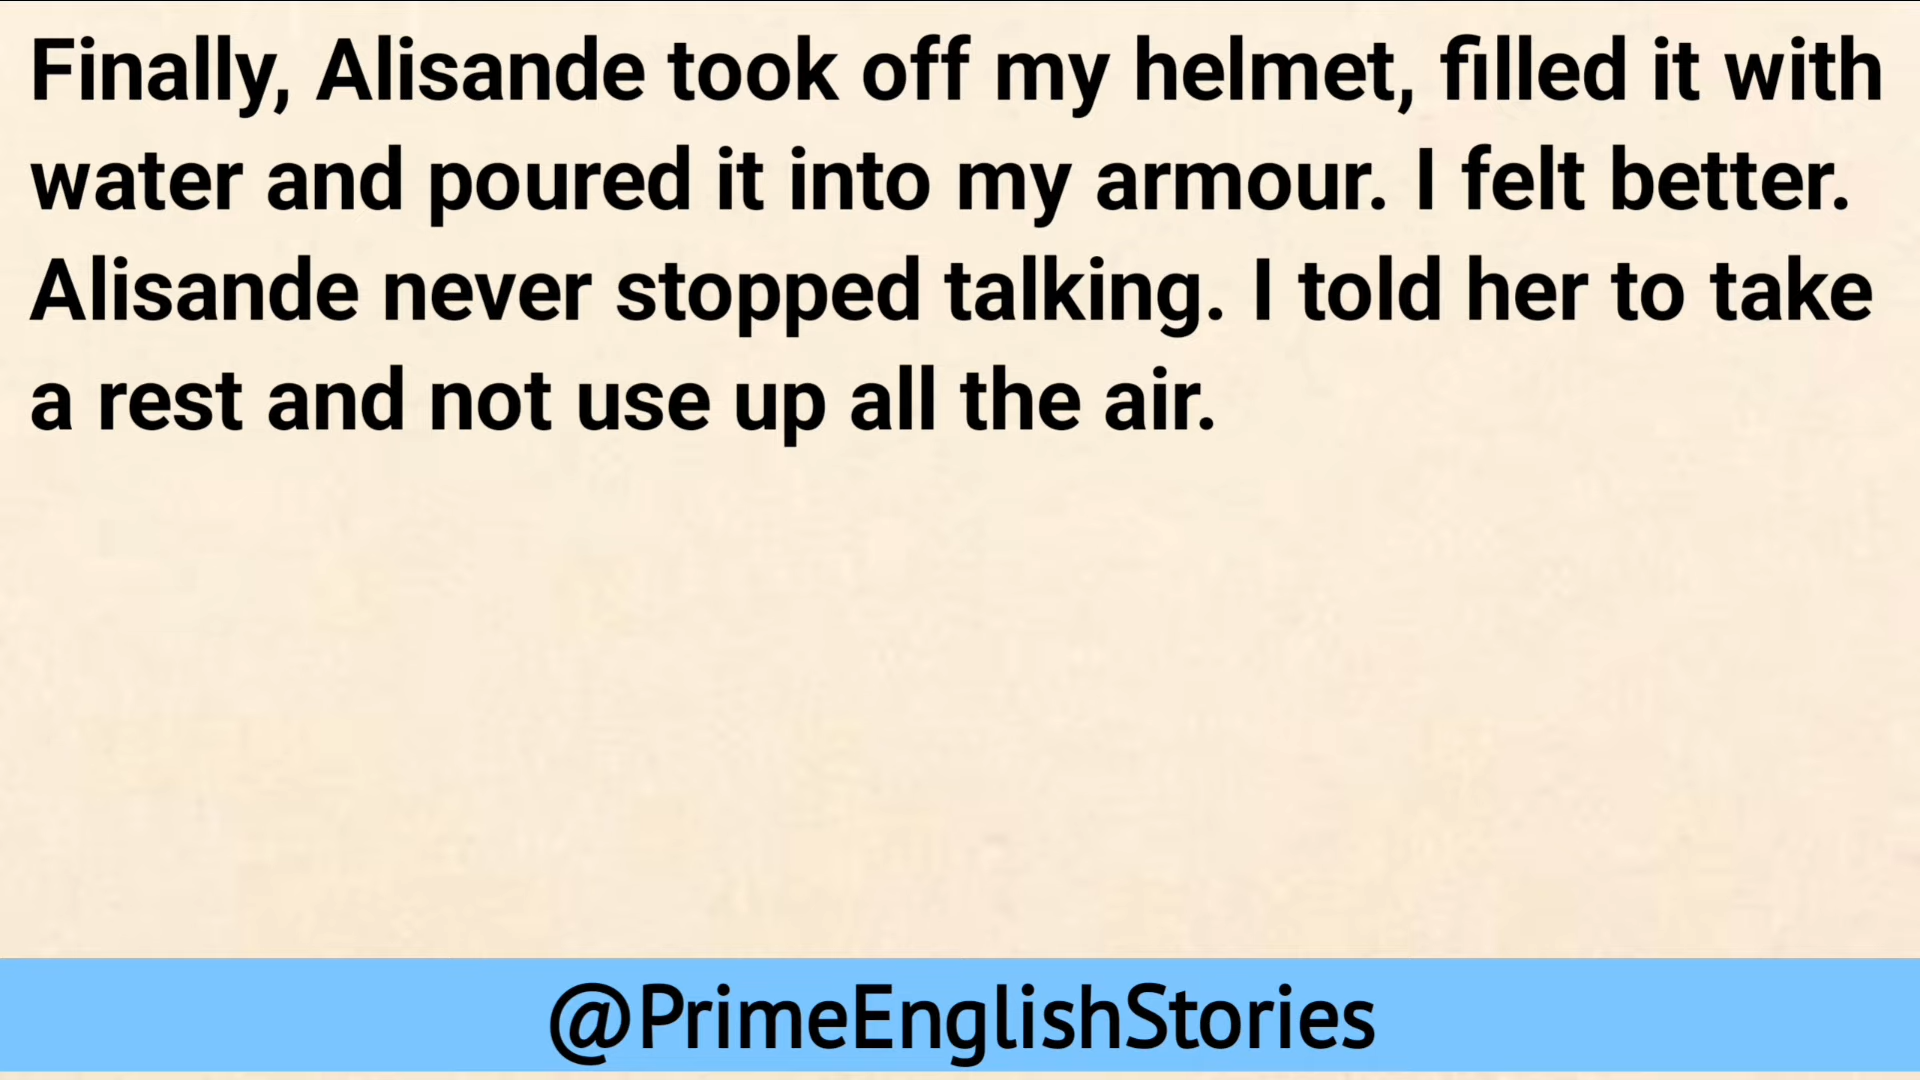 Finally, Alisande took off my helmet, filled it with
water and poured it into my armour. I felt better.
Alisande never stopped talking. I told her to take
a rest and not use up all the air.
@PrimeEnglishStories